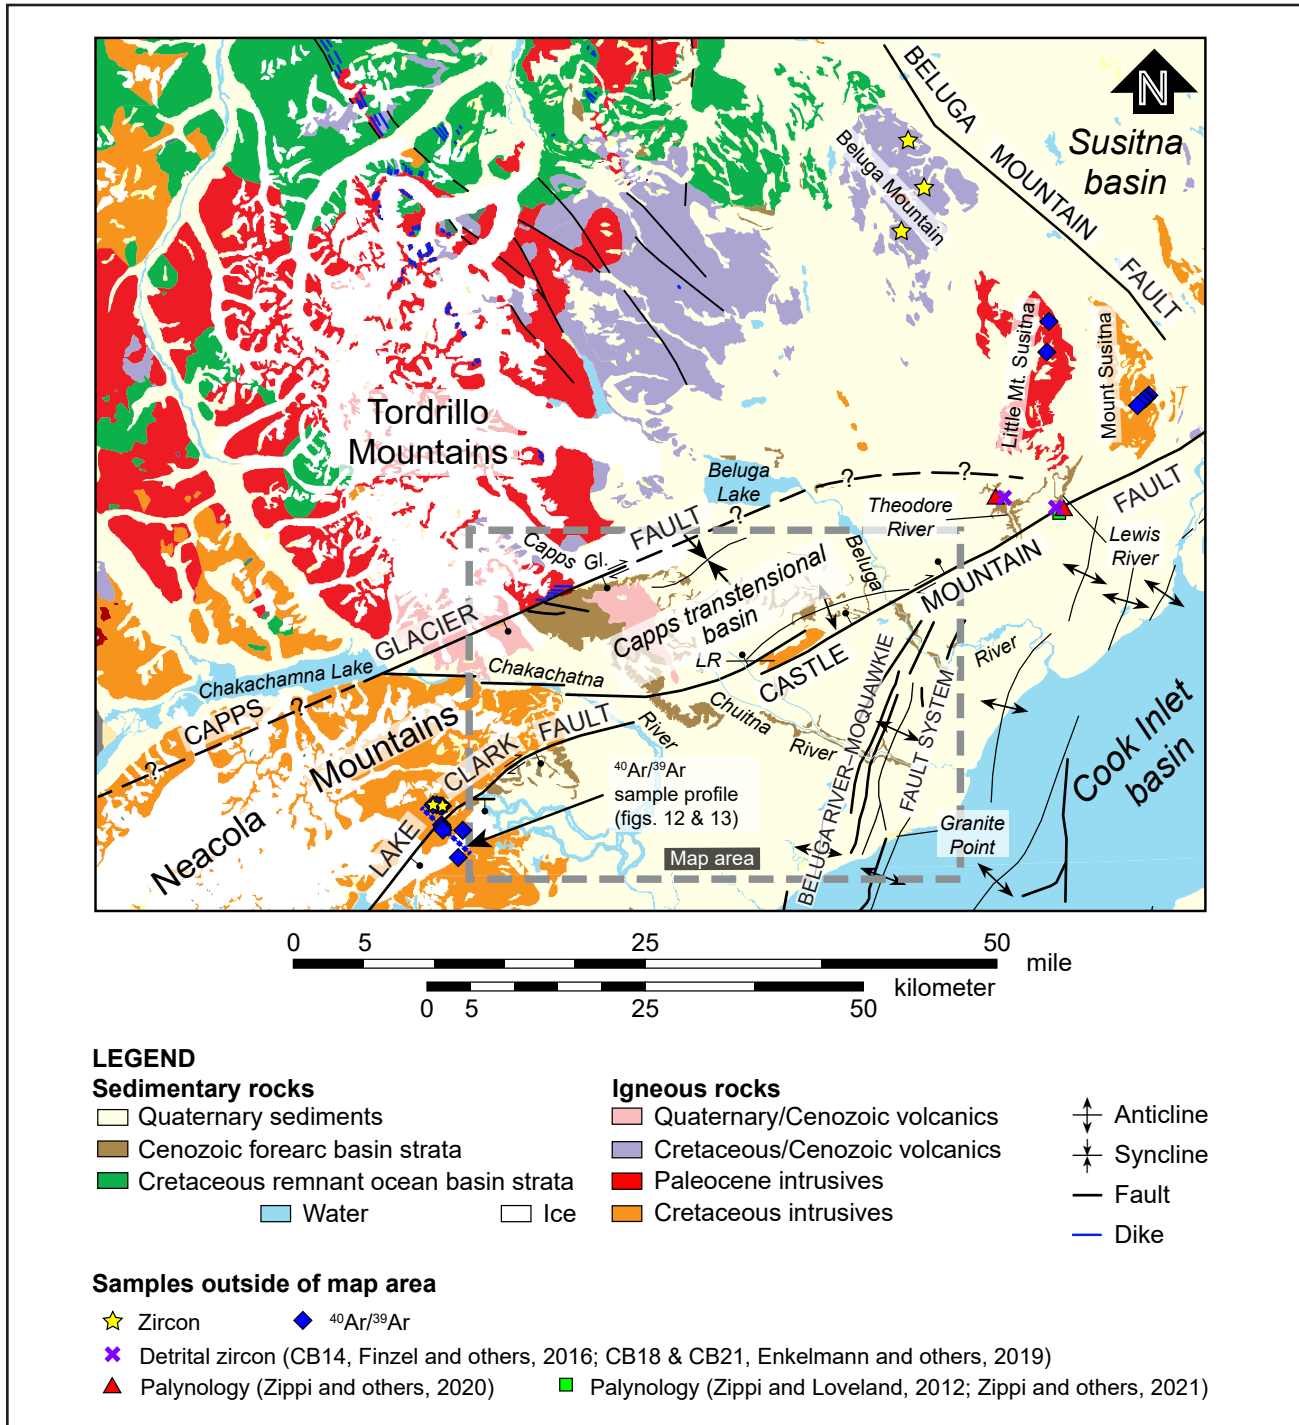 N
Susitna
basin
BELUGA
MOUNTAIN
FAULT
Beluga Mountain
Little Mt. Susitna
Mount Susitna
Tordrillo
Mountains
Beluga
Lake
?
?
?
Theodore
River
Lewis
River
FAULT
MOUNTAIN
CASTLE
Capps
Gl.
FAULT
GLACIER
CAPPS
?
?
Capps transtensional
basin
Beluga
River
LR
Chakachamna Lake
Chakachatna
River
Chuitna
River
Neacola
Mountains
LAKE
CLARK
FAULT
40Ar/39Ar
sample profile
(figs. 12 & 13)
Map area
BELUGA RIVER–MOQUAWKIE
FAULT SYSTEM
Granite
Point
Cook Inlet
basin
0 5 25 50
mile
kilometer
0 5 25 50
LEGEND
Sedimentary rocks
Quaternary sediments
Cenozoic forearc basin strata
Cretaceous remnant ocean basin strata
Water
Ice
Igneous rocks
Quaternary/Cenozoic volcanics
Cretaceous/Cenozoic volcanics
Paleocene intrusives
Cretaceous intrusives
Anticline
Syncline
Fault
Dike
Samples outside of map area
Zircon
40Ar/39Ar
Detrital zircon (CB14, Finzel and others, 2016; CB18 & CB21, Enkelmann and others, 2019)
Palynology (Zippi and others, 2020)
Palynology (Zippi and Loveland, 2012; Zippi and others, 2021)